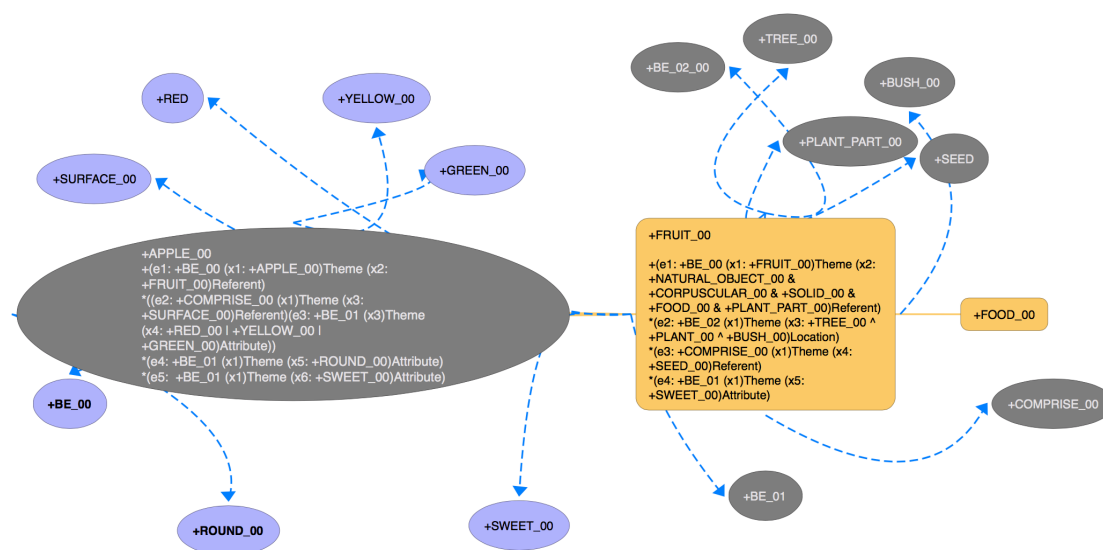 +TREE_00
+BE_02_00
+BUSH_00
+RED
+YELLOW_00
+PLANT_PART_00
+SEED
+GREEN_00
+SURFACE_00
+APPLE_00
+(e1: +BE_00 (x1: +APPLE_00)Theme (x2:
+FRUIT_00)Referent)
*((e2: +COMPRISE_00 (x1)Theme (x3:
+SURFACE_00)Referent)(e3: +BE_01 (x3)Theme
(x4: +RED_00 | +YELLOW_00 |
+GREEN_00)Attribute))
*(e4: +BE_01 (x1)Theme (x5: +ROUND_00)Attribute)
*(e5:  +BE_01 (x1)Theme (x6: +SWEET_00)Attribute)
+FRUIT_00
+(e1: +BE_00 (x1: +FRUIT_00)Theme (x2:
+NATURAL_OBJECT_00 &
+CORPUSCULAR_00 & +SOLID_00 &
+FOOD_00 & +PLANT_PART_00)Referent)
*(e2: +BE_02 (x1)Theme (x3: +TREE_00 ^
+PLANT_00 ^ +BUSH_00)Location)
*(e3: +COMPRISE_00 (x1)Theme (x4:
+SEED_00)Referent)
*(e4: +BE_01 (x1)Theme (x5:
+SWEET_00)Attribute)
+FOOD_00
+BE_00
+COMPRISE_00
+BE_01
+ROUND_00
+SWEET_00